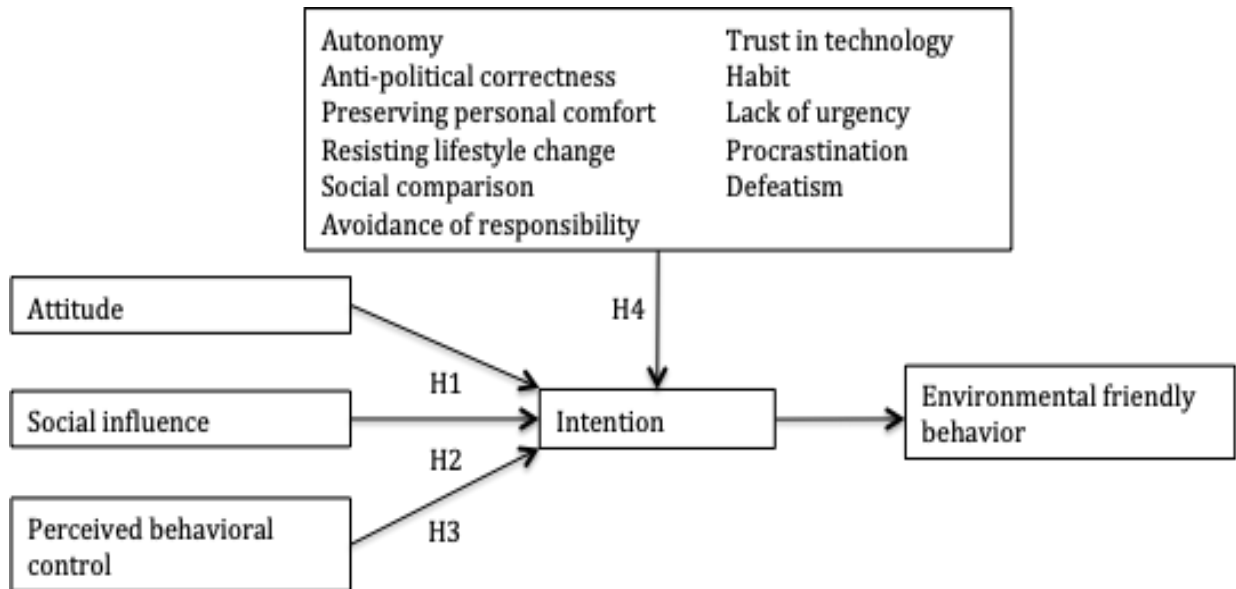 Autonomy
Anti-political correctness
Preserving personal comfort
Resisting lifestyle change
Social comparison
Avoidance of responsibility
Trust in technology
Habit
Lack of urgency
Procrastination
Defeatism
H4
Attitude
H1
Social influence
H2
Perceived behavioral
control
H3
Intention
Environmental friendly
behavior